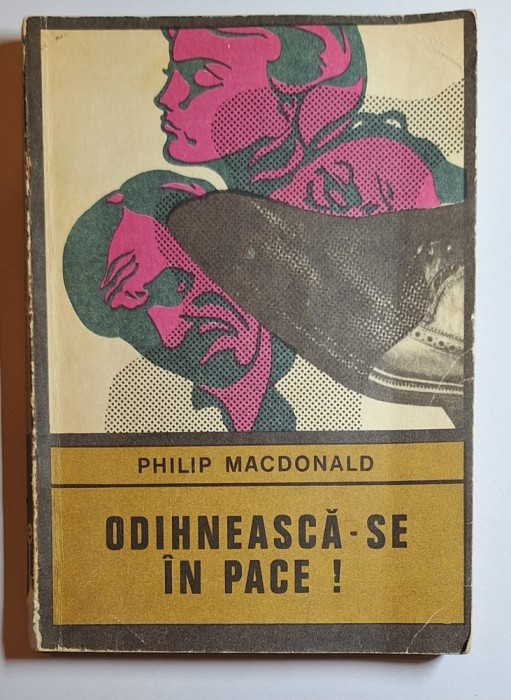 PHILIP MACDONALD
ODIHNEASCĂ-SE
ÎN PACE !